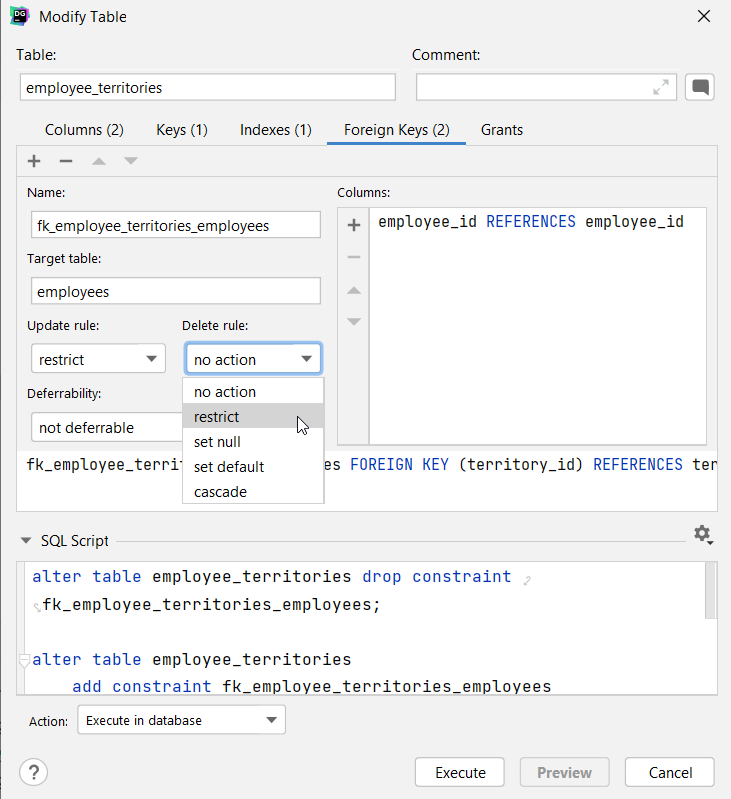 DG
Modify Table
Table:
Comment:
employee_territories
Columns (2) Keys (1) Indexes (1) Foreign Keys (2) Grants
Name:
fk_employee_territories_employees
Target table:
employees
Update rule:
Delete rule:
restrict
no action
no action
restrict
set null
set default
cascade
Deferrability:
not deferrable
Columns:
employee_id REFERENCES employee_id
fk_employee_territ es FOREIGN KEY (territory_id) REFERENCES ter
SQL Script
alter table employee_territories drop constraint
fk_employee_territories_employees;
alter table employee_territories
add constraint fk_employee_territories_employees
Action: Execute in database
? Execute Preview Cancel